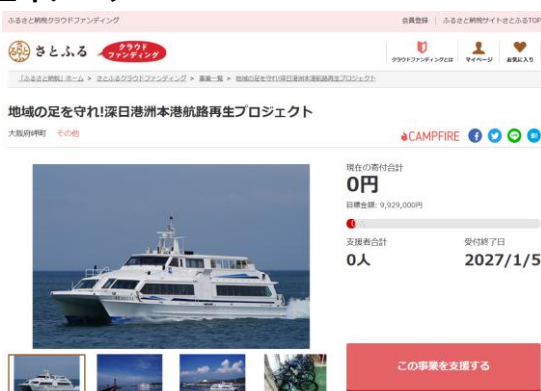 ふるさと納税クラウドファンディング
会員登録 ふるさと納税サイトさとふるTOP
さとふる クラウドファンディング
クラウドファンディングとは マイページ お気に入り
「ふるさと納税」ホーム > さとふるクラウドファンディング > 事業一覧 > 地域の足を守れ!深日港洲本港航路再生プロジェクト
地域の足を守れ!深日港洲本港航路再生プロジェクト
大阪府岬町 その他
CAMPFIRE
現在の寄付合計
0円
目標金額: 9,929,000円
支援者合計 受付終了日
0人 2027/1/5
この事業を支援する